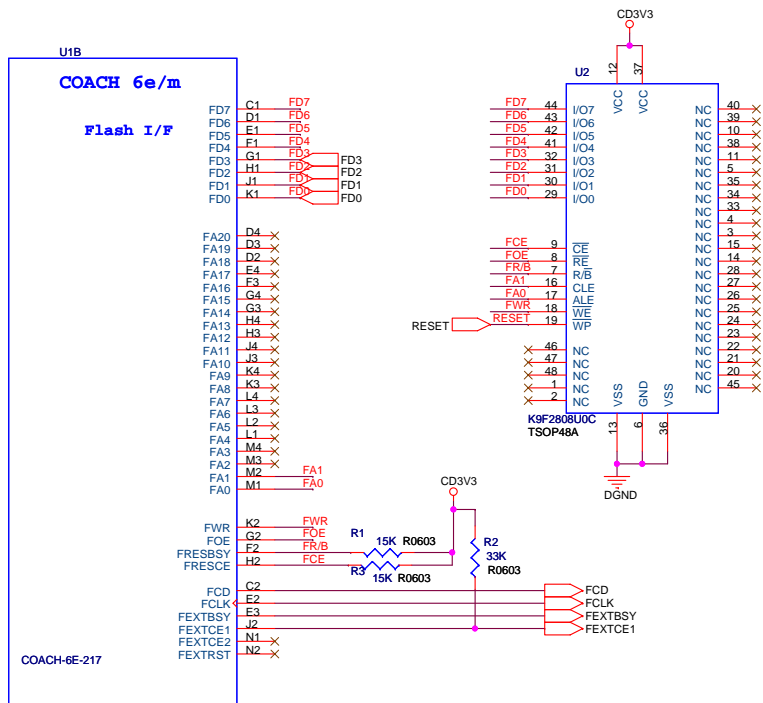 CD3V3
U1B
U2
COACH 6e/m
Flash I/F
12 VCC
37 VCC
FD7 C1 FD7
FD6 D1 FD6
FD5 E1 FD5
FD4 F1 FD4
FD3 G1 FD3 FD3
FD2 H1 FD2 FD2
FD1 J1 FD1 FD1
FD0 K1 FD0 FD0
FD7 44 I/O7
FD6 43 I/O6
FD5 42 I/O5
FD4 41 I/O4
FD3 32 I/O3
FD2 31 I/O2
FD1 30 I/O1
FD0 29 I/O0
FCE 9 CE
FOE 8 RE
FR/B 7 R/B
FA1 16 CLE
FA0 17 ALE
FWR 18 WE
RESET RESET 19 WP
46 NC
47 NC
48 NC
1 NC
2 NC
NC 40
NC 39
NC 10
NC 38
NC 11
NC 5
NC 35
NC 34
NC 33
NC 4
NC 3
NC 15
NC 14
NC 28
NC 27
NC 26
NC 25
NC 24
NC 23
NC 22
NC 21
NC 20
NC 45
VSS 13
GND 6
VSS 36
K9F2808U0C
TSOP48A
DGND
FA20 D4
FA19 D3
FA18 D2
FA17 E4
FA16 F3
FA15 G4
FA14 G3
FA13 H4
FA12 H3
FA11 J4
FA10 J3
FA9 K4
FA8 K3
FA7 L4
FA6 L3
FA5 L2
FA4 L1
FA3 M4
FA2 M3
FA1 M2 FA1
FA0 M1 FA0
CD3V3
FWR K2 FWR
FOE G2 FOE
FRESBSY F2 FR/B
FRESCE H2 FCE
R1
15K R0603
R3
15K R0603
R2
33K
R0603
FCD C2 FCD
FCLK E2 FCLK
FEXTBSY E3 FEXTBSY
FEXTCE1 J2 FEXTCE1
FEXTCE2 N1
FEXTRST N2
COACH-6E-217